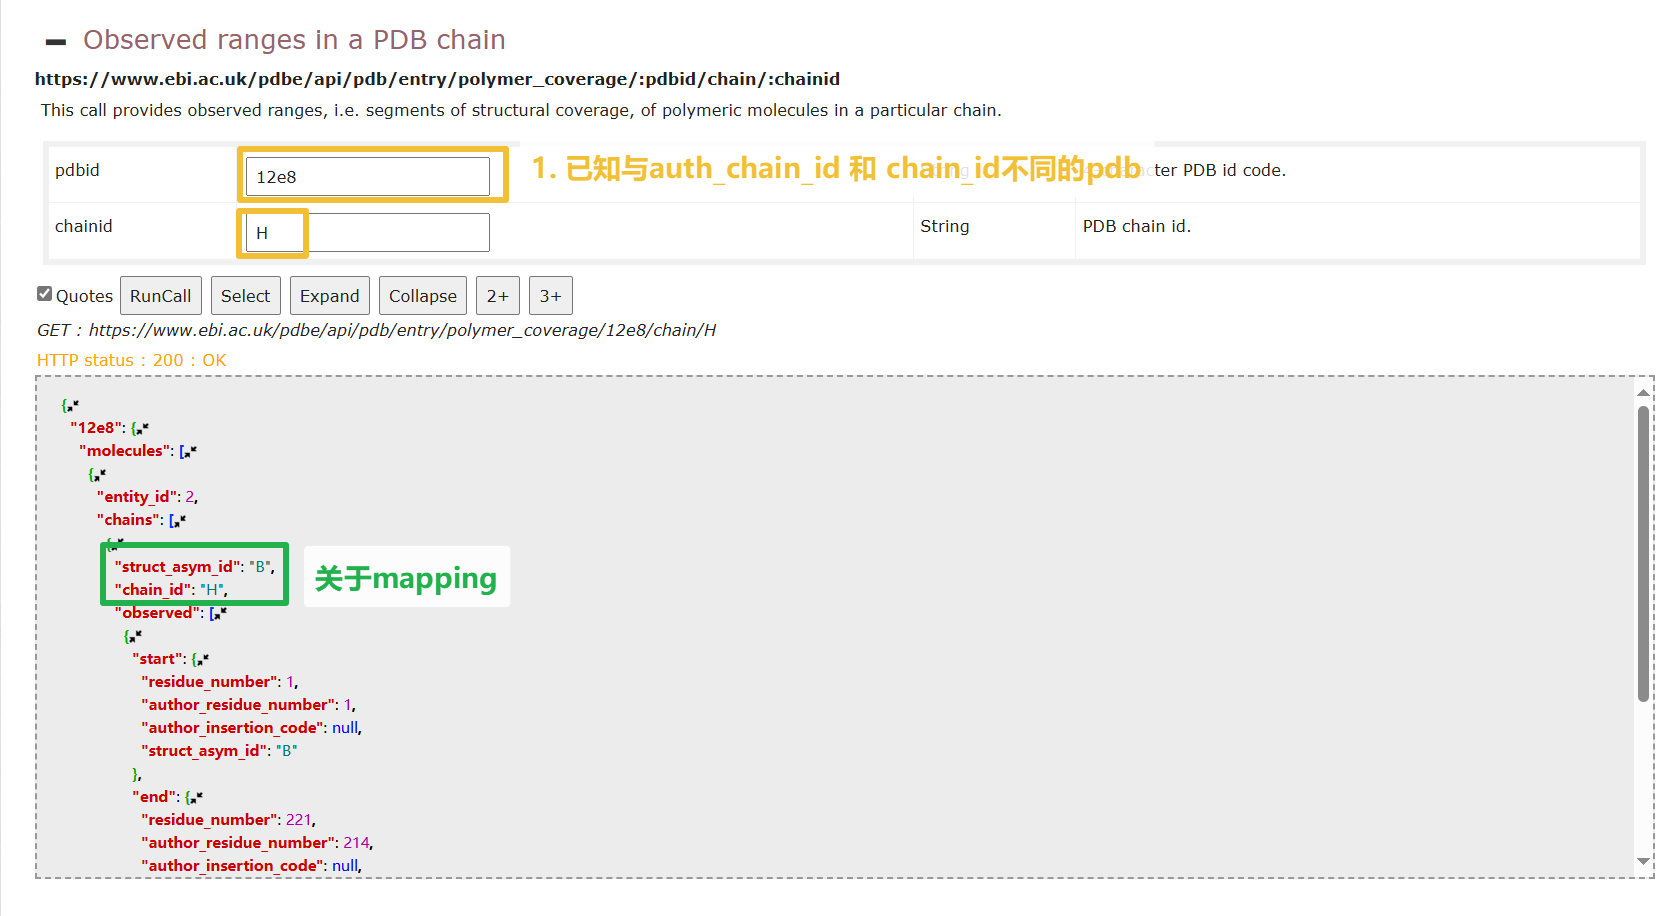 Observed ranges in a PDB chain
https://www.ebi.ac.uk/pdbe/api/pdb/entry/polymer_coverage/:pdbid/chain/:chainid
This call provides observed ranges, i.e. segments of structural coverage, of polymeric molecules in a particular chain.
pdbid 12e8 1. 已知与auth_chain_id 和 chain_id不同的pdb ter PDB id code.
chainid H String PDB chain id.
Quotes RunCall Select Expand Collapse 2+ 3+
GET : https://www.ebi.ac.uk/pdbe/api/pdb/entry/polymer_coverage/12e8/chain/H
HTTP status : 200 : OK
{
"12e8": {
"molecules": [
{
"entity_id": 2,
"chains": [
{
"struct_asym_id": "B",
"chain_id": "H",
关于mapping
"observed": [
{
"start": {
"residue_number": 1,
"author_residue_number": 1,
"author_insertion_code": null,
"struct_asym_id": "B"
},
"end": {
"residue_number": 221,
"author_residue_number": 214,
"author_insertion_code": null,